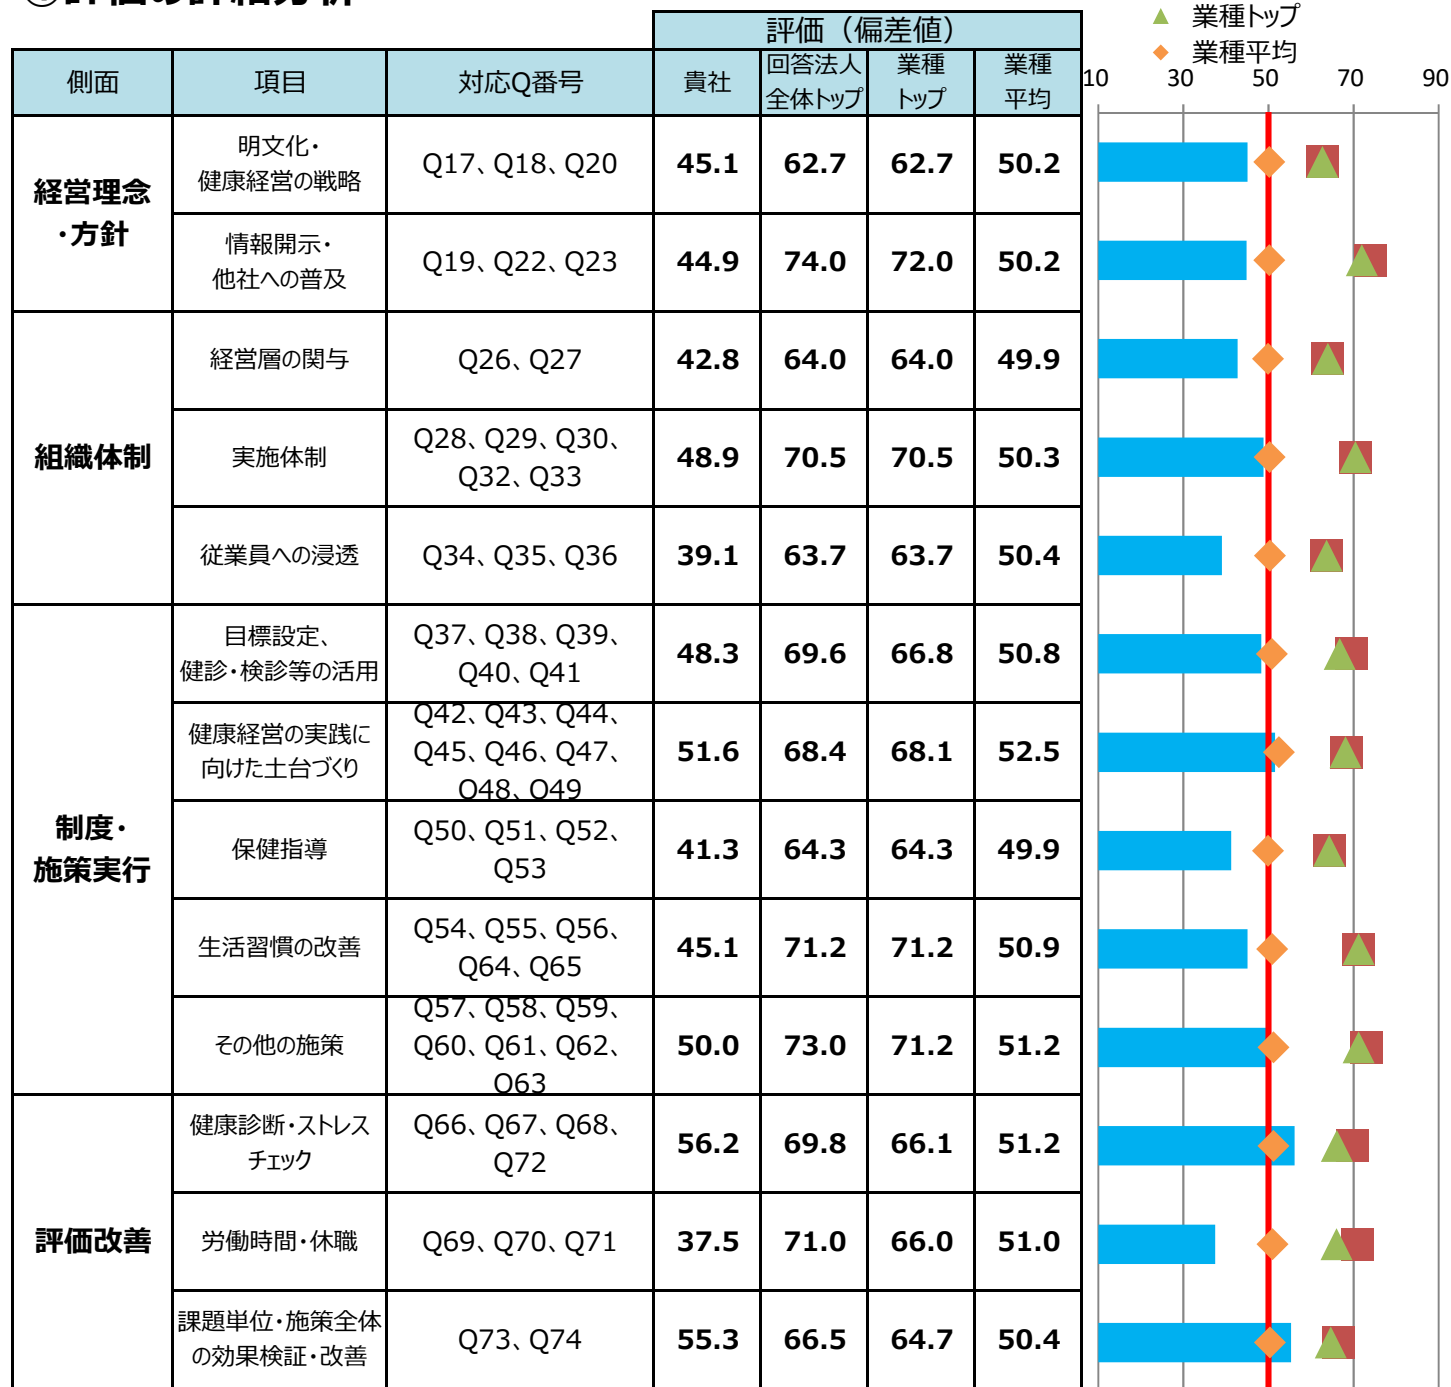 ▲ 業種トップ
◆ 業種平均
評価（偏差値）
側面 項目 対応Q番号 貴社 回答法人 業種 業種
全体トップ トップ 平均
10 30 50 70 90
経営理念
・方針
明文化・
健康経営の戦略
Q17、Q18、Q20 45.1 62.7 62.7 50.2
情報開示・
他社への普及
Q19、Q22、Q23 44.9 74.0 72.0 50.2
組織体制
経営層の関与 Q26、Q27 42.8 64.0 64.0 49.9
実施体制
Q28、Q29、Q30、
Q32、Q33
48.9 70.5 70.5 50.3
従業員への浸透 Q34、Q35、Q36 39.1 63.7 63.7 50.4
制度・
施策実行
目標設定、
健診・検診等の活用
Q37、Q38、Q39、
Q40、Q41
48.3 69.6 66.8 50.8
健康経営の実践に
向けた土台づくり
Q42、Q43、Q44、
Q45、Q46、Q47、
Q48、Q49
51.6 68.4 68.1 52.5
保健指導
Q50、Q51、Q52、
Q53
41.3 64.3 64.3 49.9
生活習慣の改善
Q54、Q55、Q56、
Q64、Q65
45.1 71.2 71.2 50.9
その他の施策
Q57、Q58、Q59、
Q60、Q61、Q62、
Q63
50.0 73.0 71.2 51.2
評価改善
健康診断・ストレス
チェック
Q66、Q67、Q68、
Q72
56.2 69.8 66.1 51.2
労働時間・休職 Q69、Q70、Q71 37.5 71.0 66.0 51.0
課題単位・施策全体
の効果検証・改善
Q73、Q74 55.3 66.5 64.7 50.4